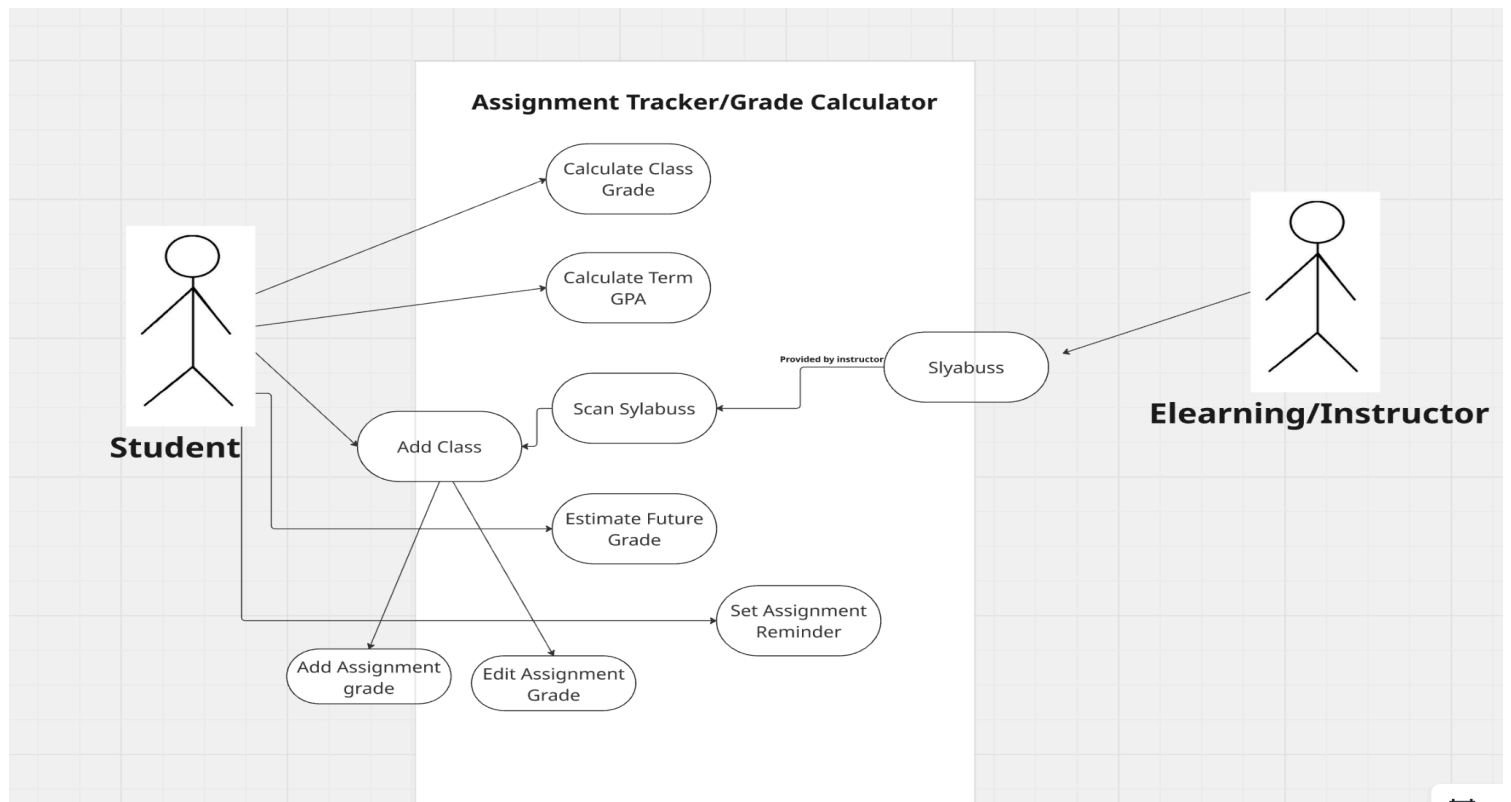 Assignment Tracker/Grade Calculator
Calculate Class
Grade
Calculate Term
GPA
Provided by instructor
Slyabuss
Scan Sylabuss
Elearning/Instructor
Student
Add Class
Estimate Future
Grade
Set Assignment
Reminder
Add Assignment
grade
Edit Assignment
Grade